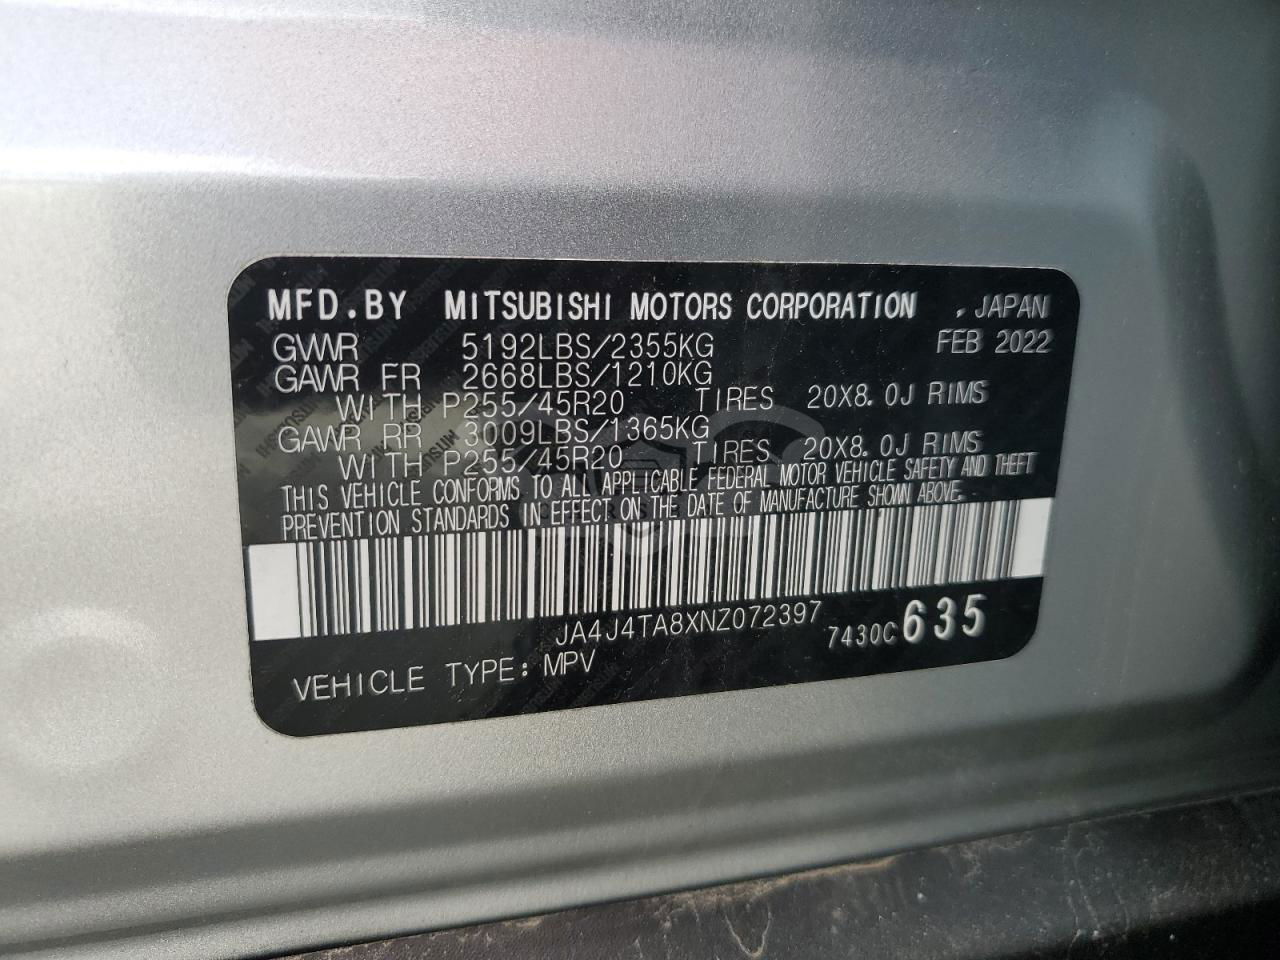 MFD.BY MITSUBISHI MOTORS CORPORATION , JAPAN
GVWR 5192LBS/2355KG FEB 2022
GAWR FR 2668LBS/1210KG
WITH P255/45R20 TIRES 20X8.0J RIMS
GAWR RR 3009LBS/1365KG
WITH P255/45R20 TIRES 20X8.0J RIMS
THIS VEHICLE CONFORMS TO ALL APPLICABLE FEDERAL MOTOR VEHICLE SAFETY AND THEFT
PREVENTION STANDARDS IN EFFECT ON THE DATE OF MANUFACTURE SHOWN ABOVE.
JA4J4TA8XNZ072397 7430C 635
VEHICLE TYPE: MPV